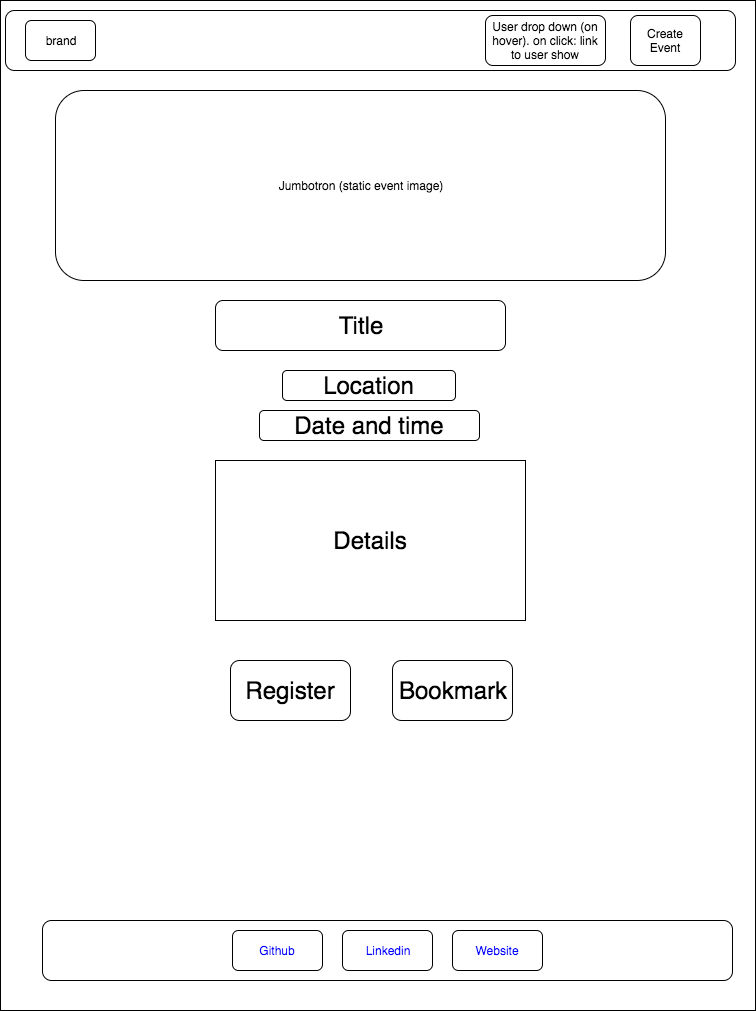 brand
User drop down (on
hover). on click: link
to user show
Create
Event
Jumbotron (static event image)
Title
Location
Date and time
Details
Register
Bookmark
Github
Linkedin
Website